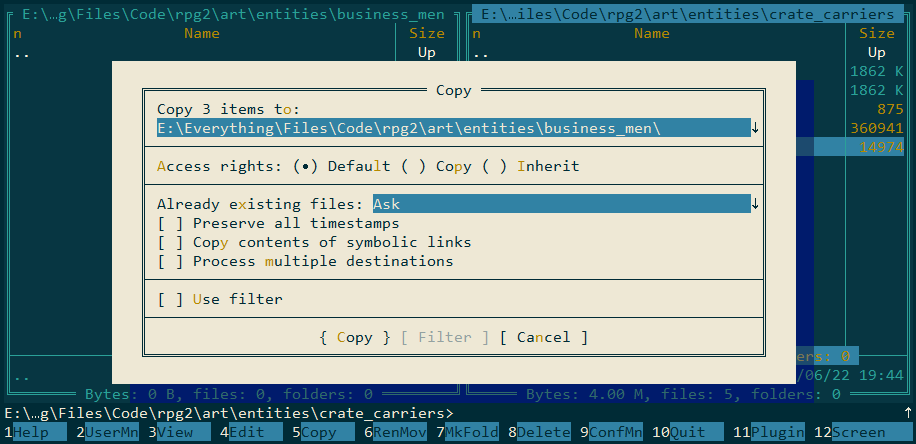 E:\…g\Files\Code\rpg2\art\entities\business_men E:\…iles\Code\rpg2\art\entities\crate_carriers
n Name Size n Name Size
.. Up .. Up
1862 K
Copy
1862 K
Copy 3 items to:
875
E:\Everything\Files\Code\rpg2\art\entities\business_men\ ↓
360941
14974
Access rights: (•) Default ( ) Copy ( ) Inherit
Already existing files: Ask ↓
[ ] Preserve all timestamps
[ ] Copy contents of symbolic links
[ ] Process multiple destinations
[ ] Use filter
{ Copy } [ Filter ] [ Cancel ]
ers: 0
.. /06/22 19:44
Bytes: 0 B, files: 0, folders: 0 Bytes: 4.00 M, files: 5, folders: 0
E:\…g\Files\Code\rpg2\art\entities\crate_carriers> ↑
1Help 2UserMn 3View 4Edit 5Copy 6RenMov 7MkFold 8Delete 9ConfMn 10Quit 11Plugin 12Screen